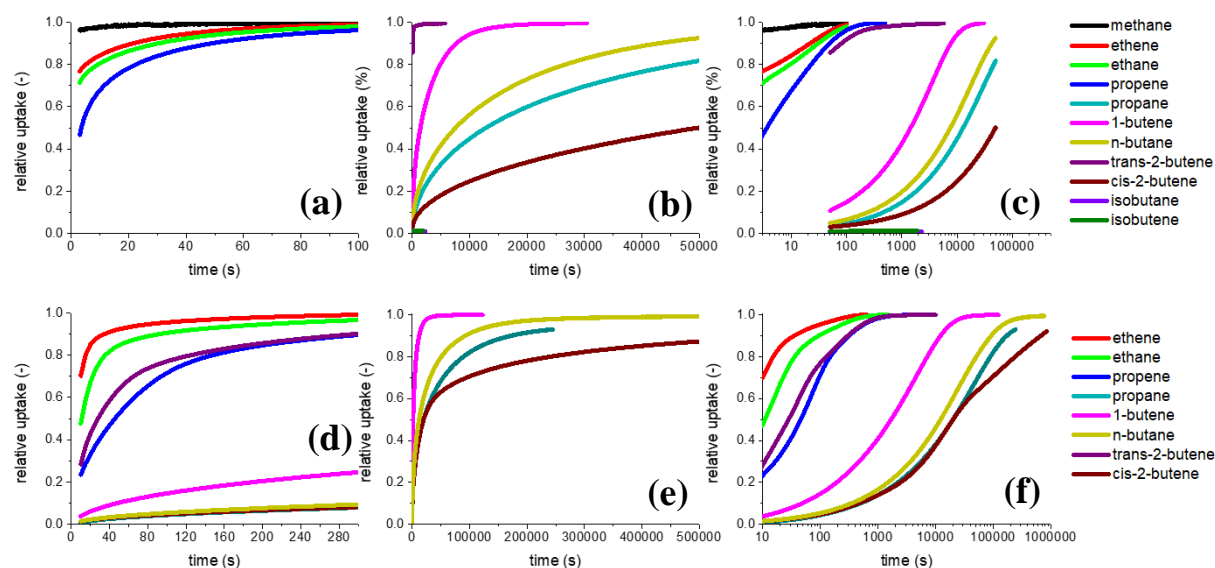 relative uptake (-)
1.0
0.8
0.6
0.4
0.2
0.0
0
20
40
60
80
100
time (s)
(a)
relative uptake (%)
1.0
0.8
0.6
0.4
0.2
0.0
0
10000
20000
30000
40000
50000
time (s)
(b)
relative uptake (%)
1.0
0.8
0.6
0.4
0.2
0.0
10
100
1000
10000
100000
time (s)
(c)
methane
ethene
ethane
propene
propane
1-butene
n-butane
trans-2-butene
cis-2-butene
isobutane
isobutene
relative uptake (-)
1.0
0.8
0.6
0.4
0.2
0.0
0
40
80
120
160
200
240
280
time (s)
(d)
relative uptake (-)
1.0
0.8
0.6
0.4
0.2
0.0
0
100000
200000
300000
400000
500000
time (s)
(e)
relative uptake (-)
1.0
0.8
0.6
0.4
0.2
0.0
10
100
1000
10000
100000
1000000
time (s)
(f)
ethene
ethane
propene
propane
1-butene
n-butane
trans-2-butene
cis-2-butene